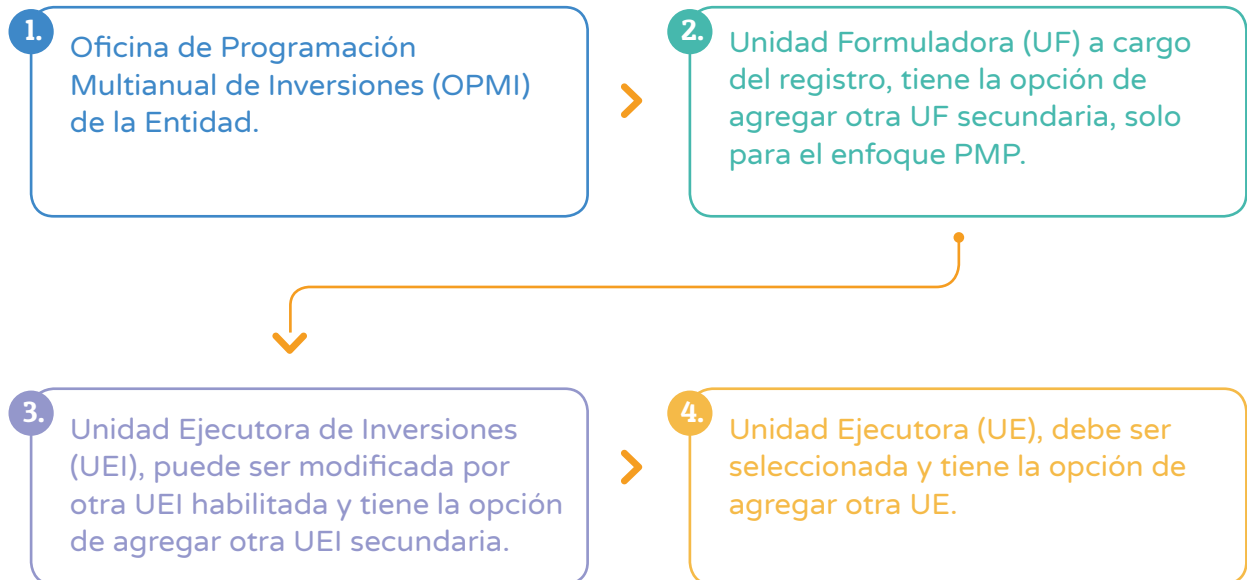 1.
Oficina de Programación
Multianual de Inversiones (OPMI)
de la Entidad.
2.
Unidad Formuladora (UF) a cargo
del registro, tiene la opción de
agregar otra UF secundaria, solo
para el enfoque PMP.
3.
Unidad Ejecutora de Inversiones
(UEI), puede ser modificada por
otra UEI habilitada y tiene la opción
de agregar otra UEI secundaria.
4.
Unidad Ejecutora (UE), debe ser
seleccionada y tiene la opción de
agregar otra UE.